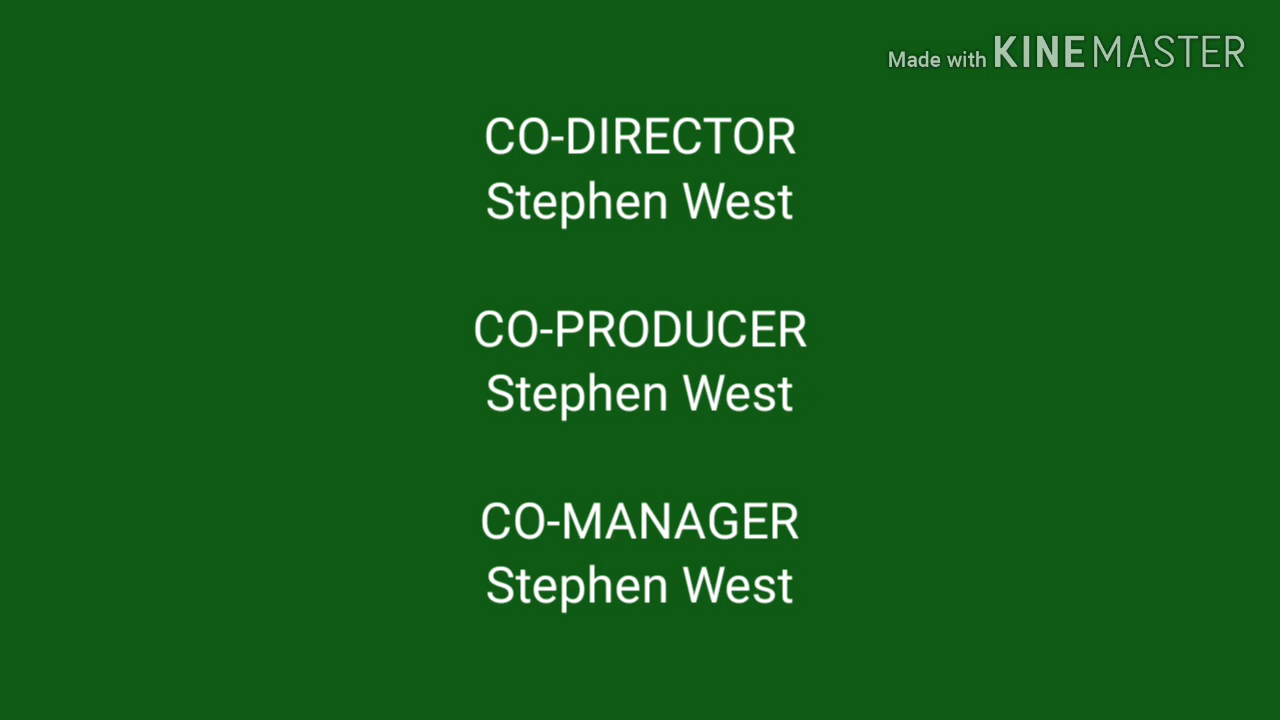 Made with KINEMASTER
CO-DIRECTOR
Stephen West
CO-PRODUCER
Stephen West
CO-MANAGER
Stephen West